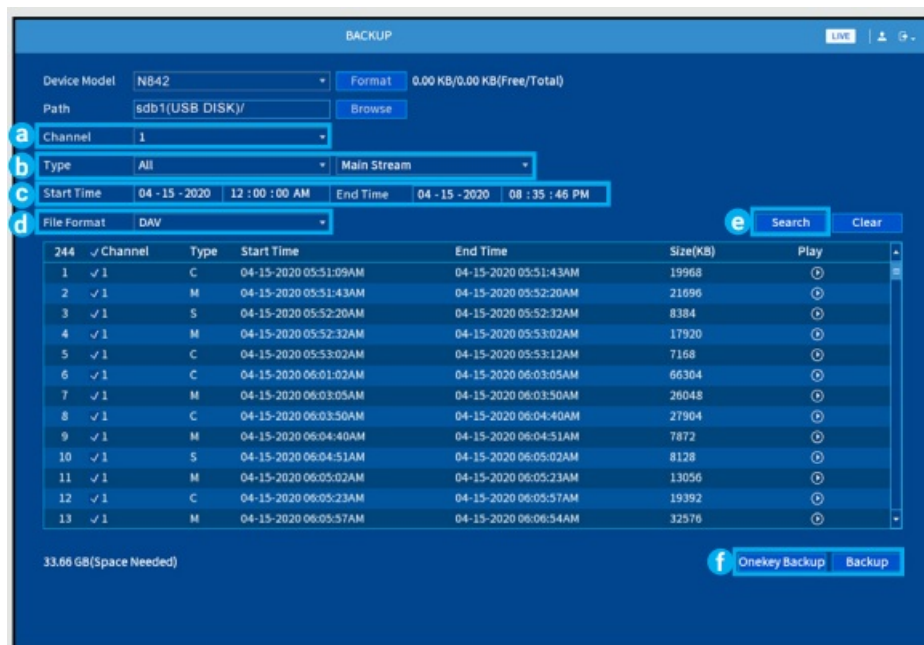 BACKUP LIVE
Device Model N842 Format 0.00 KB/0.00 KB(Free/Total)
Path sdb1(USB DISK)/ Browse
a Channel 1
b Type All Main Stream
c Start Time 04 - 15 - 2020 12 : 00 : 00 AM End Time 04 - 15 - 2020 08 : 35 : 46 PM
d File Format DAV e Search Clear
244 Channel Type Start Time End Time Size(KB) Play
1 1 C 04-15-2020 05:51:09AM 04-15-2020 05:51:43AM 19968
2 1 M 04-15-2020 05:51:43AM 04-15-2020 05:52:20AM 21696
3 1 S 04-15-2020 05:52:20AM 04-15-2020 05:52:32AM 8384
4 1 M 04-15-2020 05:52:32AM 04-15-2020 05:53:02AM 17920
5 1 C 04-15-2020 05:53:02AM 04-15-2020 05:53:12AM 7168
6 1 C 04-15-2020 06:01:02AM 04-15-2020 06:03:05AM 66304
7 1 M 04-15-2020 06:03:05AM 04-15-2020 06:03:50AM 26048
8 1 C 04-15-2020 06:03:50AM 04-15-2020 06:04:40AM 27904
9 1 M 04-15-2020 06:04:40AM 04-15-2020 06:04:51AM 7872
10 1 S 04-15-2020 06:04:51AM 04-15-2020 06:05:02AM 8128
11 1 M 04-15-2020 06:05:02AM 04-15-2020 06:05:23AM 13056
12 1 C 04-15-2020 06:05:23AM 04-15-2020 06:05:57AM 19392
13 1 M 04-15-2020 06:05:57AM 04-15-2020 06:06:54AM 32576
33.66 GB(Space Needed) f Onekey Backup Backup